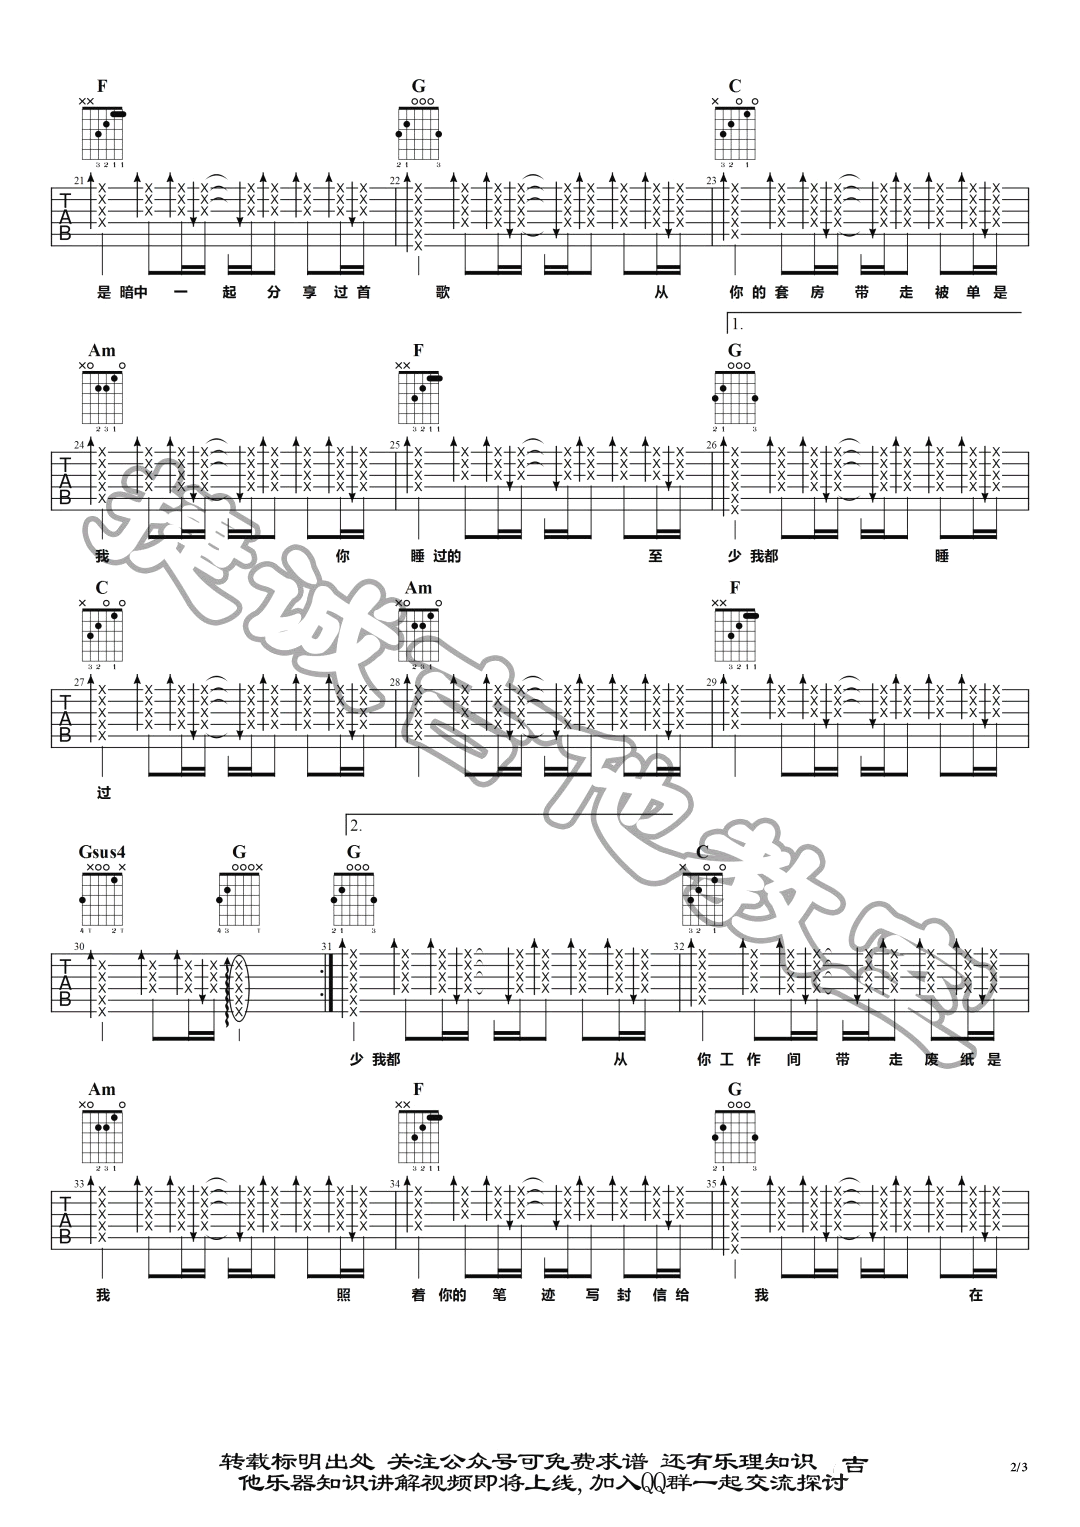 F G C
21 22 23
TAB
是 暗中 一 起 分 享 过 首 歌 从 你 的 套 房 带 走 被 单 是
1.
Am F G
24 25 26
TAB
我 你 睡 过的 至 少 我都 睡
C Am F
27 28 29
TAB
过
2.
Gsus4 G G C
30 31 32
TAB
少 我都 从 你 工 作 间 带 走 废 纸 是
Am F G
33 34 35
TAB
我 照 着 你的 笔 迹 写 封 信 给 我 在
捷诚吉他教室
转载标明出处 关注公众号可免费求谱 还有乐理知识 吉
他乐器知识讲解视频即将上线, 加入QQ群一起交流探讨
2/3